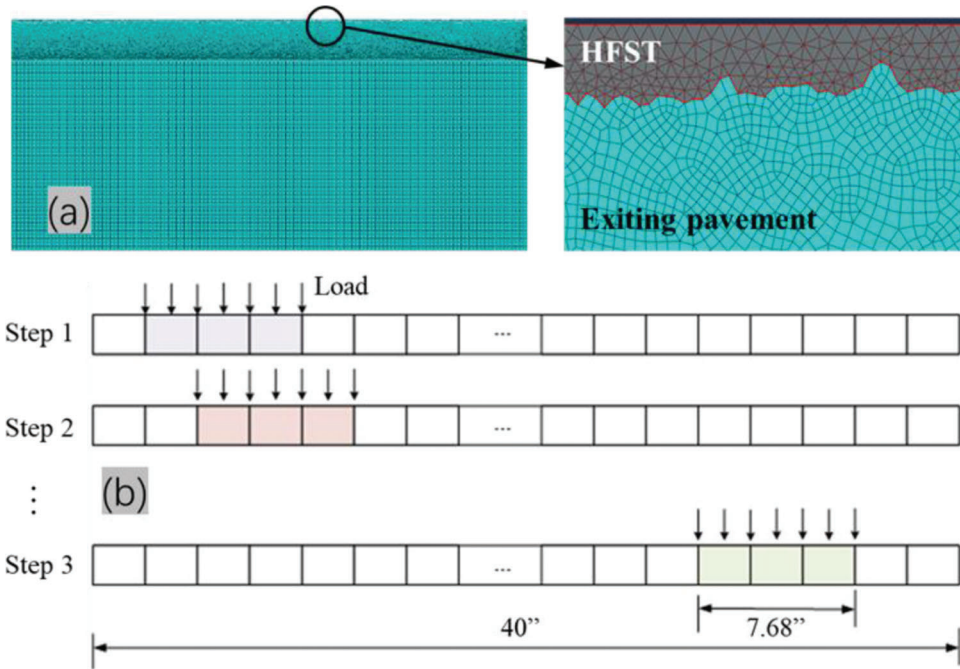 HFST
(a)
Exiting pavement
Load
Step 1
...
Step 2
...
⋮
(b)
Step 3
...
40”
7.68”